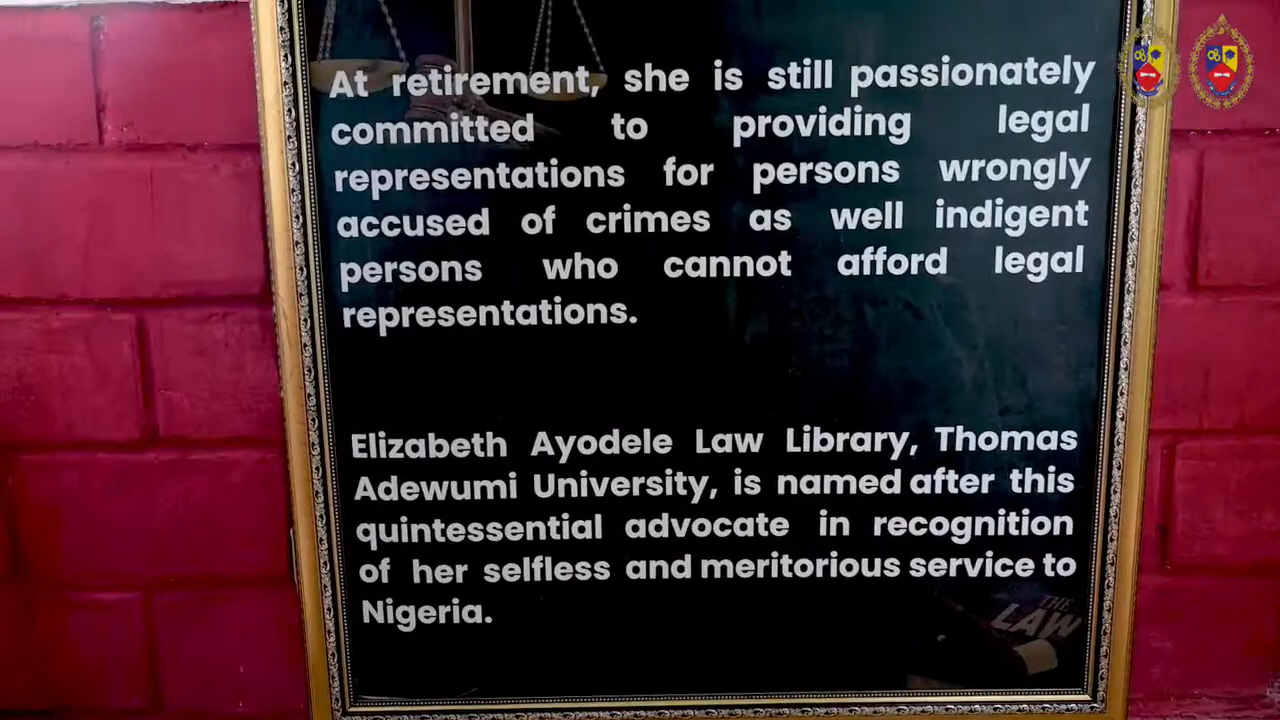 At retirement, she is still passionately
committed to providing legal
representations for persons wrongly
accused of crimes as well indigent
persons who cannot afford legal
representations.
Elizabeth Ayodele Law Library, Thomas
Adewumi University, is named after this
quintessential advocate in recognition
of her selfless and meritorious service to
Nigeria.
THE
LAW